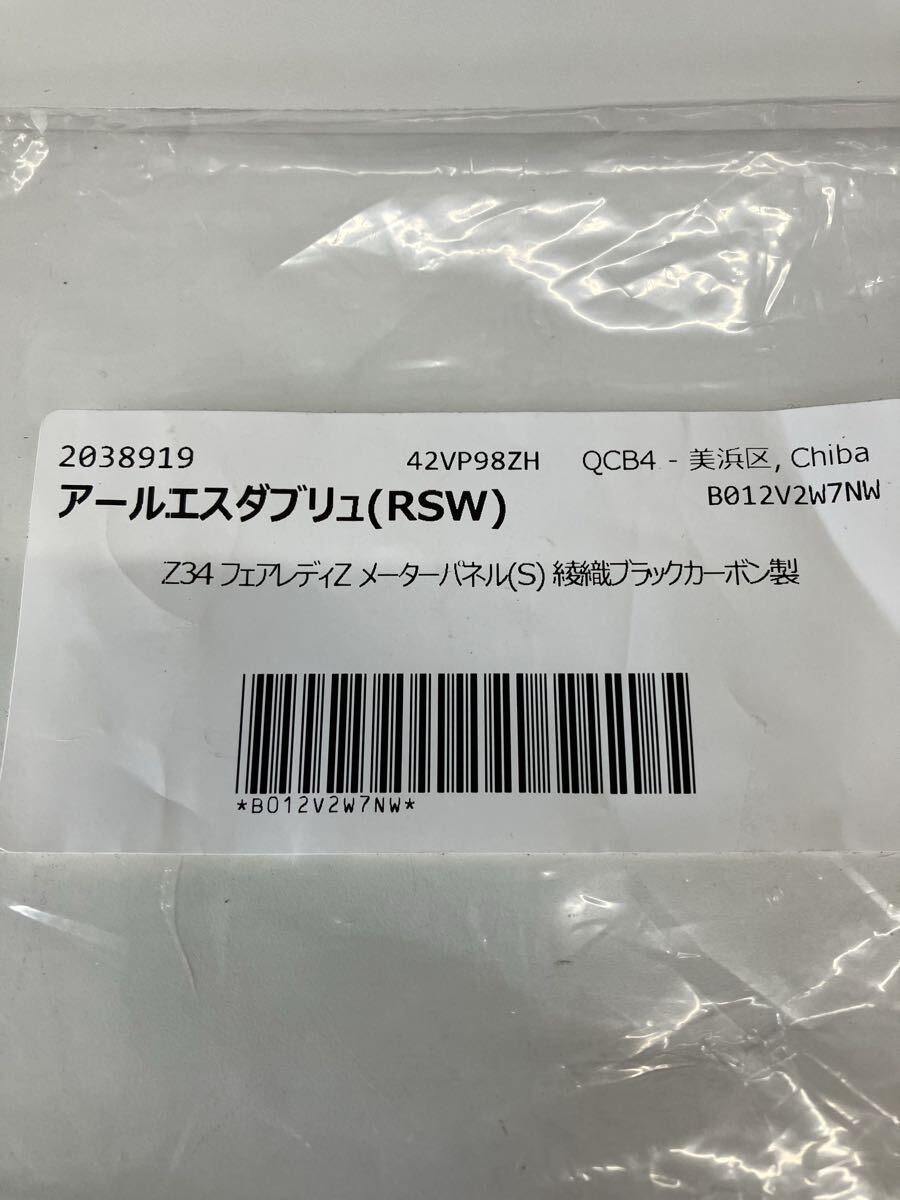 2038919 42VP98ZH QCB4 - 美浜区, Chiba
アールエスダブリュ(RSW) B012V2W7NW
Z34 フェアレディZ メーターパネル(S) 綾織ブラックカーボン製
*B012V2W7NW*